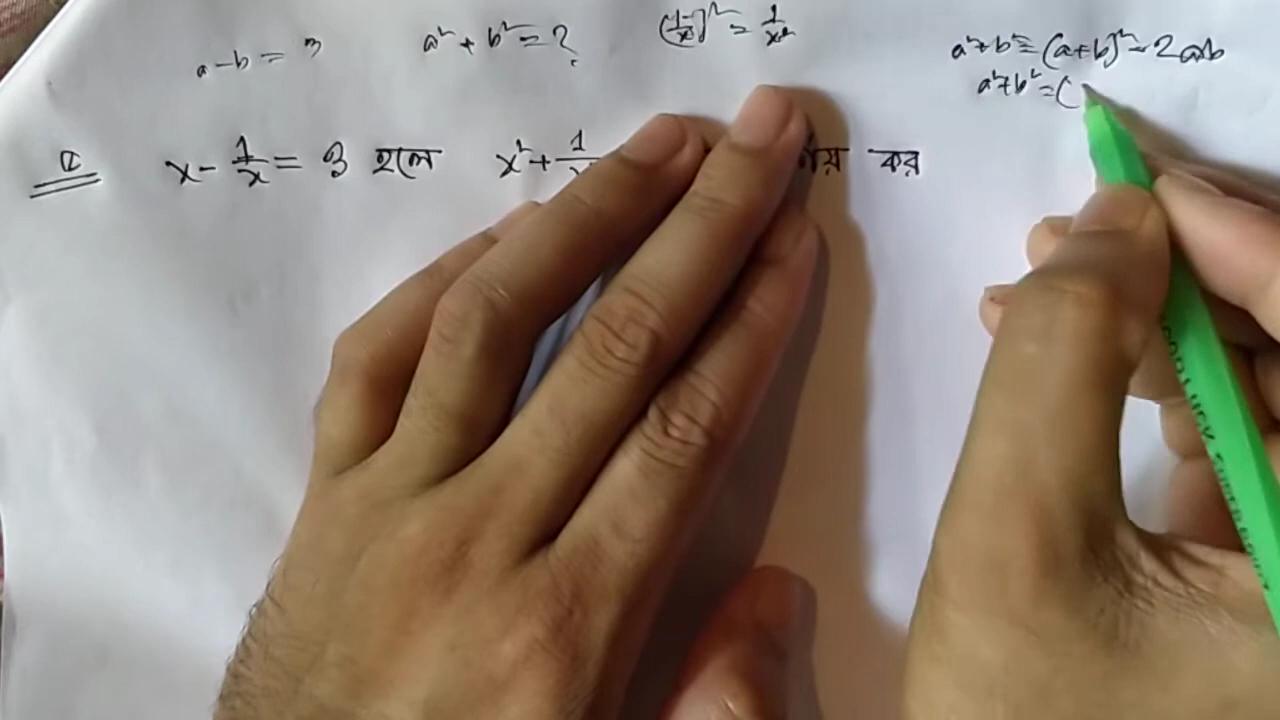 a-b = 3 a² + b² = ? (1/x)² = 1/x²
a²+b² = (a+b)² - 2ab
a²+b² = (
x - 1/x = 3 হলে x² + 1/ কর